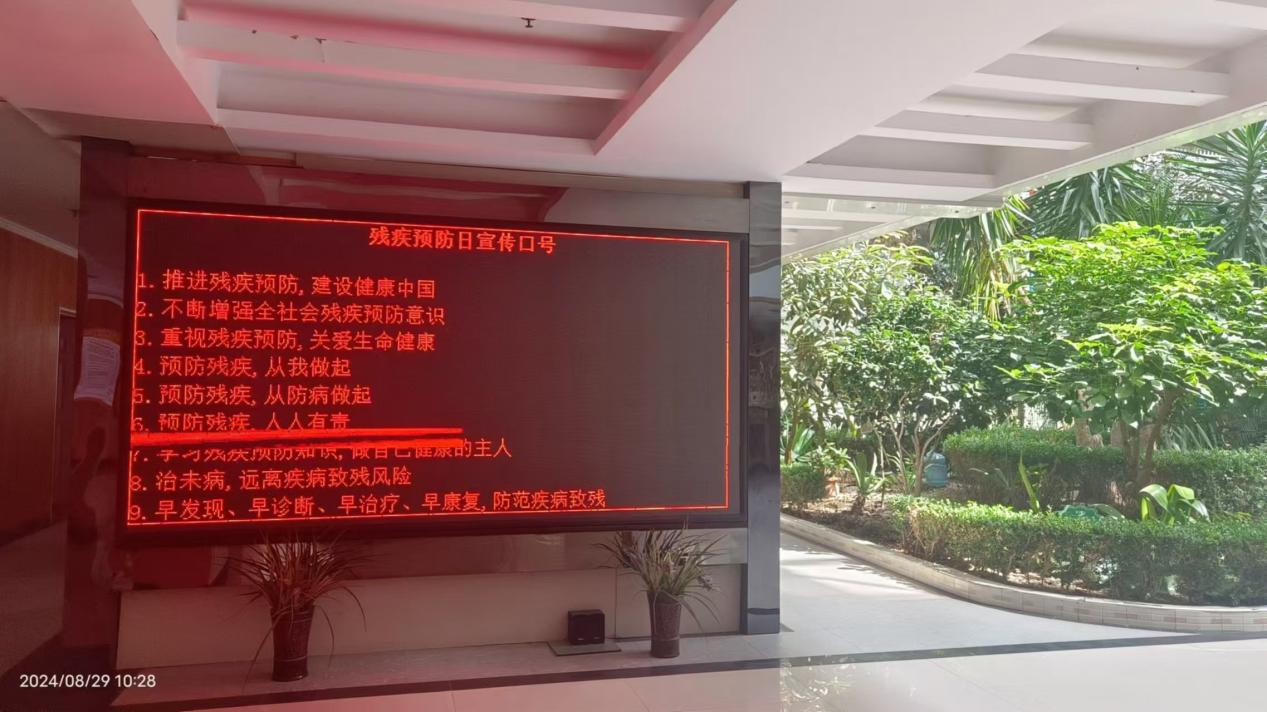 残疾预防日宣传口号
1. 推进残疾预防,建设健康中国
2. 不断增强全社会残疾预防意识
3. 重视残疾预防,关爱生命健康
4. 预防残疾,从我做起
5. 预防残疾,从防病做起
6. 预防残疾,人人有责
7. 学习残疾预防知识,做自己健康的主人
8. 治未病,远离疾病致残风险
9. 早发现、早诊断、早治疗、早康复,防范疾病致残
2024/08/29 10:28